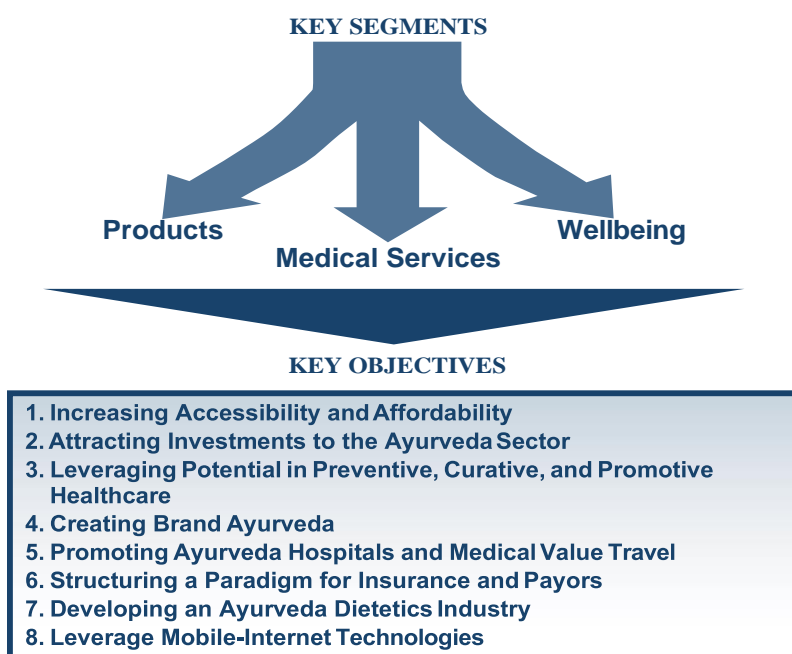 KEY SEGMENTS
Products
Wellbeing
Medical Services
KEY OBJECTIVES
1. Increasing Accessibility and Affordability
2. Attracting Investments to the Ayurveda Sector
3. Leveraging Potential in Preventive, Curative, and Promotive
Healthcare
4. Creating Brand Ayurveda
5. Promoting Ayurveda Hospitals and Medical Value Travel
6. Structuring a Paradigm for Insurance and Payors
7. Developing an Ayurveda Dietetics Industry
8. Leverage Mobile-Internet Technologies